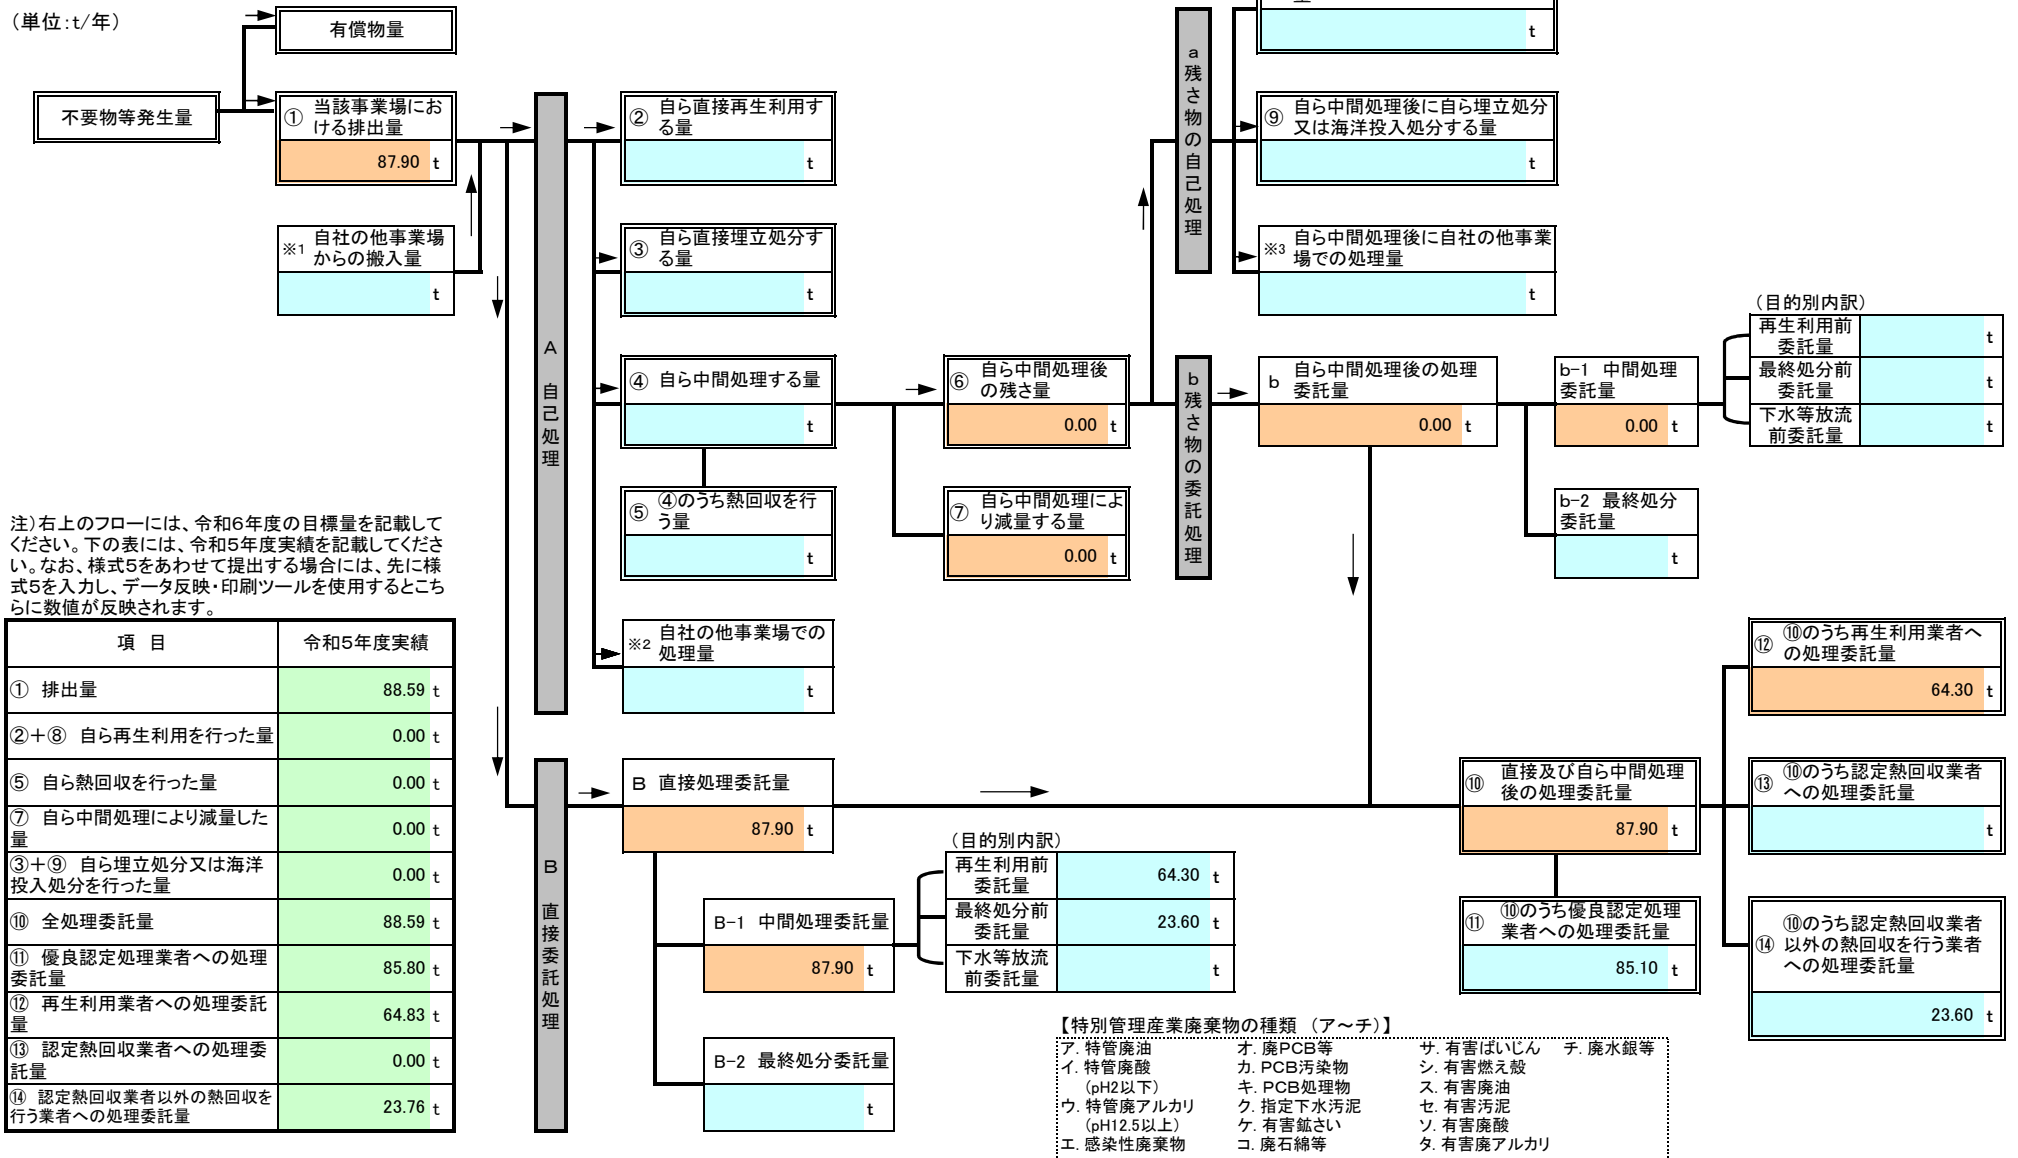 （単位：t/年）
有償物量
不要物等発生量
① 当該事業場にお
ける排出量
87.90 t
※1 自社の他事業場
からの搬入量
t
A 自己処理
② 自ら直接再生利用す
る量
t
③ 自ら直接埋立処分す
る量
t
④ 自ら中間処理する量
t
⑤ ④のうち熱回収を行
う量
t
※2 自社の他事業場での
処理量
t
⑥ 自ら中間処理後
の残さ量
0.00 t
⑦ 自ら中間処理によ
り減量する量
0.00 t
a 残さ物の自己処理
t
⑨ 自ら中間処理後に自ら埋立処分
又は海洋投入処分する量
t
※3 自ら中間処理後に自社の他事業
場での処理量
t
b 残さ物の委託処理
b 自ら中間処理後の処理
委託量
0.00 t
b-1 中間処理
委託量
0.00 t
b-2 最終処分
委託量
t
（目的別内訳）
再生利用前
委託量
t
最終処分前
委託量
t
下水等放流
前委託量
t
注）右上のフローには、令和６年度の目標量を記載して
ください。下の表には、令和５年度実績を記載してくださ
い。なお、様式５をあわせて提出する場合には、先に様
式５を入力し、データ反映・印刷ツールを使用するとこち
らに数値が反映されます。
項 目 令和５年度実績
① 排出量 88.59 t
②＋⑧ 自ら再生利用を行った量 0.00 t
⑤ 自ら熱回収を行った量 0.00 t
⑦ 自ら中間処理により減量した
量 0.00 t
③＋⑨ 自ら埋立処分又は海洋
投入処分を行った量 0.00 t
⑩ 全処理委託量 88.59 t
⑪ 優良認定処理業者への処理
委託量 85.80 t
⑫ 再生利用業者への処理委託
量 64.83 t
⑬ 認定熱回収業者への処理委
託量 0.00 t
⑭ 認定熱回収業者以外の熱回収を
行う業者への処理委託量 23.76 t
B 直接委託処理
B 直接処理委託量
87.90 t
B-1 中間処理委託量
87.90 t
B-2 最終処分委託量
t
（目的別内訳）
再生利用前
委託量
64.30 t
最終処分前
委託量
23.60 t
下水等放流
前委託量
t
⑩ 直接及び自ら中間処理
後の処理委託量
87.90 t
⑪ ⑩のうち優良認定処理
業者への処理委託量
85.10 t
⑫ ⑩のうち再生利用業者へ
の処理委託量
64.30 t
⑬ ⑩のうち認定熱回収業者
への処理委託量
t
⑭ ⑩のうち認定熱回収業者
以外の熱回収を行う業者
への処理委託量
23.60 t
【特別管理産業廃棄物の種類 （ア～チ）】
ア. 特管廃油 オ. 廃PCB等 サ. 有害ばいじん チ. 廃水銀等
イ. 特管廃酸 カ. PCB汚染物 シ. 有害燃え殻
（pH2以下） キ. PCB処理物 ス. 有害廃油
ウ. 特管廃アルカリ ク. 指定下水汚泥 セ. 有害汚泥
（pH12.5以上） ケ. 有害鉱さい ソ. 有害廃酸
エ. 感染性廃棄物 コ. 廃石綿等 タ. 有害廃アルカリ